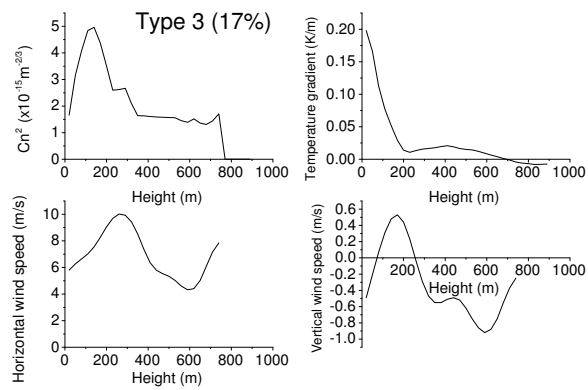 Type 3 (17%)
Cn² (x10⁻¹⁵m⁻²ᐟ³)
5
4
3
2
1
0
0 200 400 600 800 1000
Height (m)
Temperature gradient (K/m)
0.20
0.15
0.10
0.05
0.00
0 200 400 600 800 1000
Height (m)
Horizontal wind speed (m/s)
10
8
6
4
2
0
0 200 400 600 800 1000
Height (m)
Vertical wind speed (m/s)
0.6
0.4
0.2
0.0
-0.2
-0.4
-0.6
-0.8
-1.0
200 400 600 800 1000
Height (m)